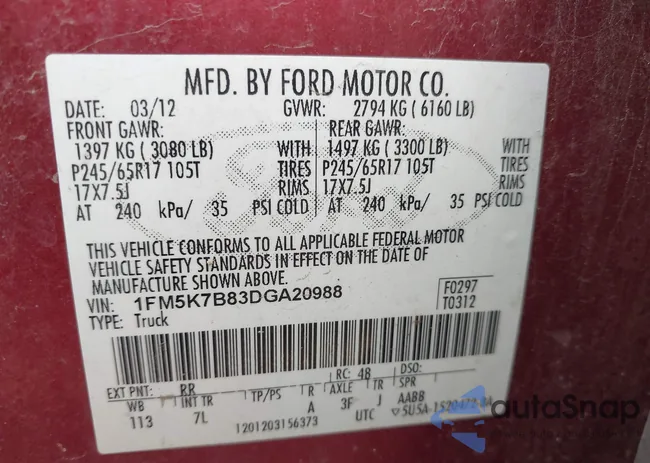 MFD. BY FORD MOTOR CO.
DATE: 03/12 GVWR: 2794 KG ( 6160 LB)
FRONT GAWR: REAR GAWR:
1397 KG ( 3080 LB) WITH 1497 KG ( 3300 LB) WITH
P245/65R17 105T TIRES P245/65R17 105T TIRES
17X7.5J RIMS 17X7.5J RIMS
AT 240 kPa/ 35 PSI COLD AT 240 kPa/ 35 PSI COLD
Ford
THIS VEHICLE CONFORMS TO ALL APPLICABLE FEDERAL MOTOR
VEHICLE SAFETY STANDARDS IN EFFECT ON THE DATE OF
MANUFACTURE SHOWN ABOVE.
VIN: 1FM5K7B83DGA20988 F0297
TYPE: Truck T0312
EXT PNT: RR RC: 48 DSO:
WB INT TR TP/PS R AXLE TR SPR
113 7L A 3F J AABB
1201203156373 UTC
autoSnap